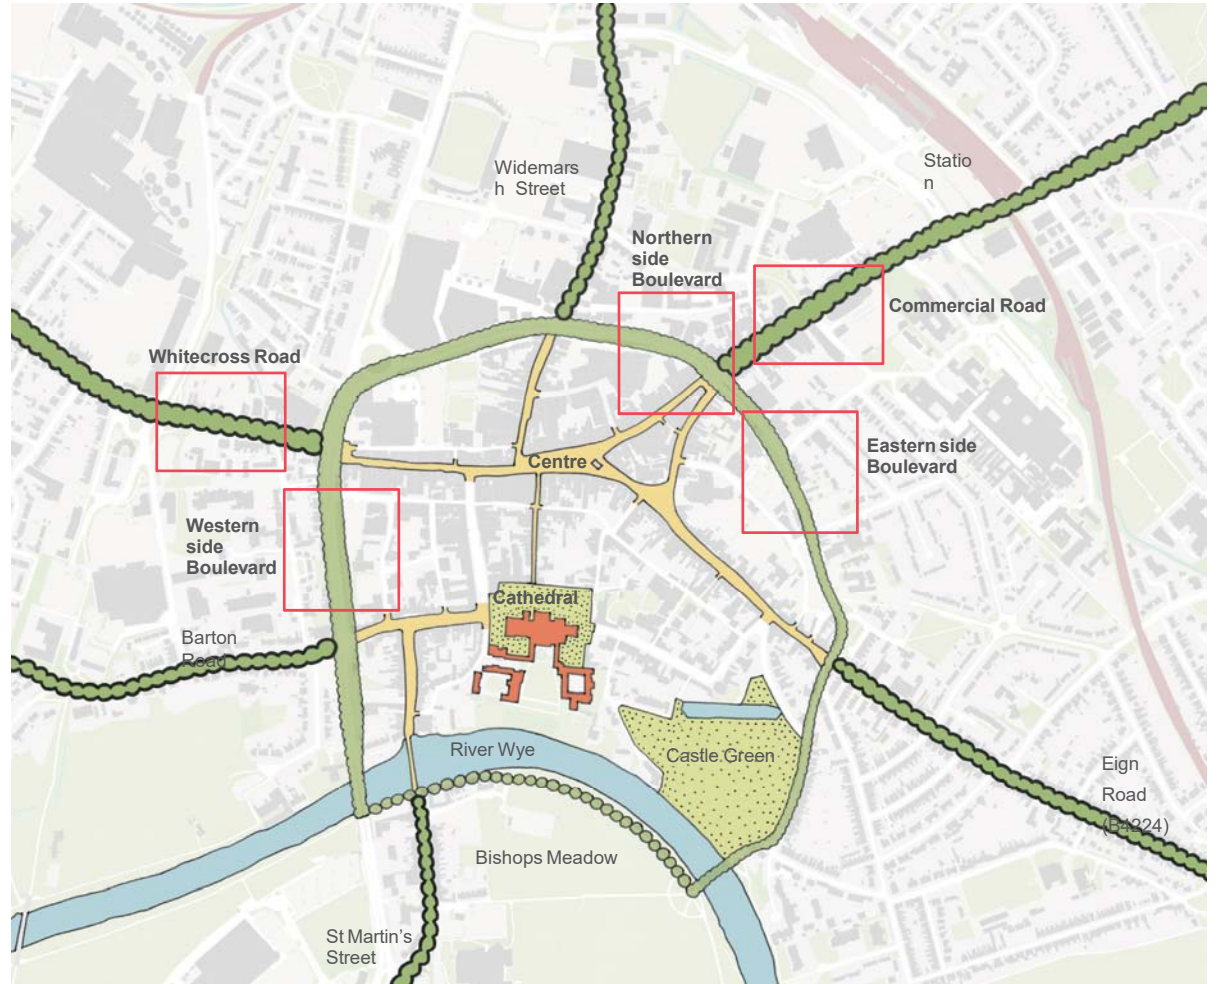 Widemars
h Street
Statio
n
Northern
side
Boulevard
Commercial Road
Whitecross Road
Centre
Eastern side
Boulevard
Western
side
Boulevard
Cathedral
Barton
Road
River Wye
Castle Green
Eign
Road
(B4224)
Bishops Meadow
St Martin's
Street